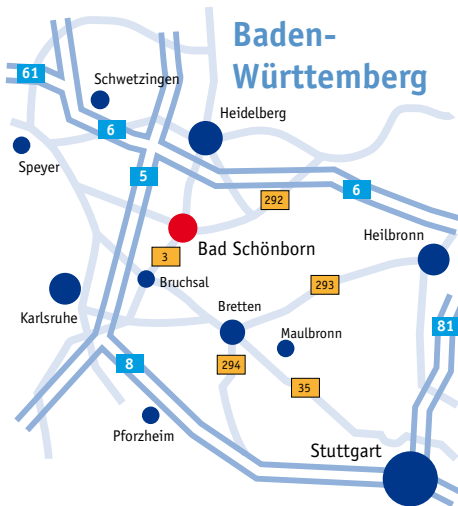 Baden-
Württemberg
61
Schwetzingen
6
Heidelberg
Speyer
5
292
6
Bad Schönborn
Heilbronn
3
Bruchsal
293
Karlsruhe
Bretten
81
Maulbronn
8
294
35
Pforzheim
Stuttgart